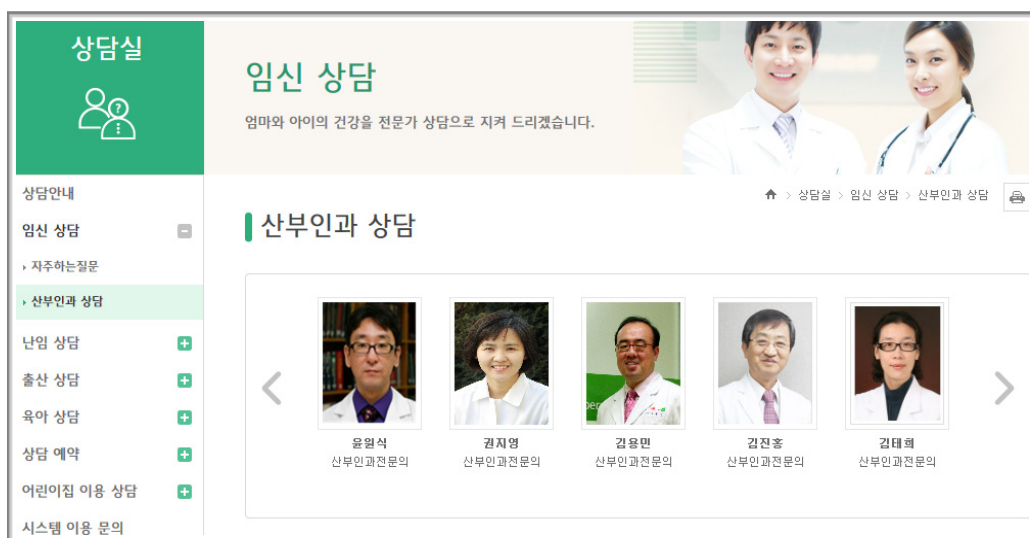 상담실
임신 상담
엄마와 아이의 건강을 전문가 상담으로 지켜 드리겠습니다.
상담실 > 임신 상담 > 산부인과 상담
상담안내
임신 상담
자주하는질문
산부인과 상담
난임 상담
출산 상담
육아 상담
상담 예약
어린이집 이용 상담
시스템 이용 문의
산부인과 상담
윤원식
산부인과전문의
권지영
산부인과전문의
김용민
산부인과전문의
김진홍
산부인과전문의
김태희
산부인과전문의